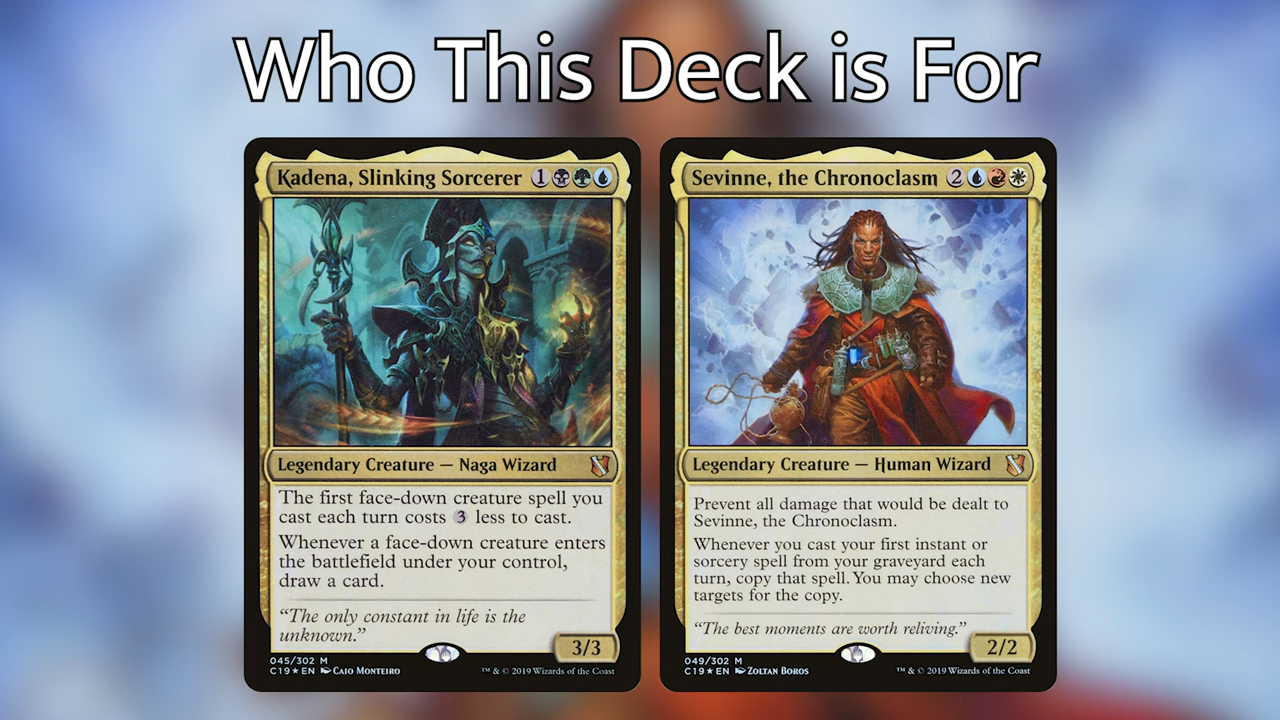 Who This Deck is For
Kadena, Slinking Sorcerer 1
Legendary Creature — Naga Wizard
The first face-down creature spell you
cast each turn costs 3 less to cast.
Whenever a face-down creature enters
the battlefield under your control,
draw a card.
“The only constant in life is the
unknown.”
3/3
045/302 M
C19★EN Caio Monteiro
™ & © 2019 Wizards of the Coast
Sevinne, the Chronoclasm 2
Legendary Creature — Human Wizard
Prevent all damage that would be dealt to
Sevinne, the Chronoclasm.
Whenever you cast your first instant or
sorcery spell from your graveyard each
turn, copy that spell. You may choose new
targets for the copy.
“The best moments are worth reliving.”
2/2
049/302 M
C19★EN Zoltan Boros
™ & © 2019 Wizards of the Coast